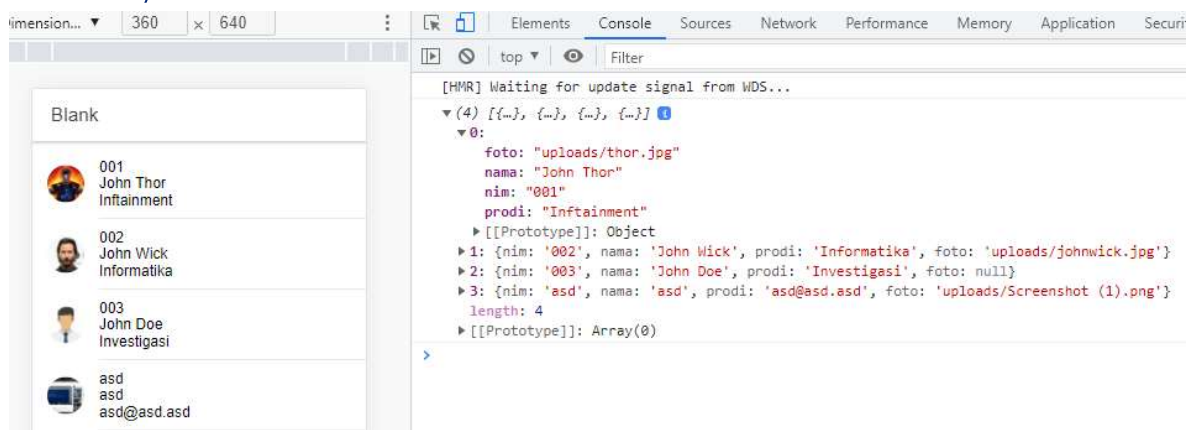 imension... ▼ 360 × 640
Elements Console Sources Network Performance Memory Application Securi
top ▼ Filter
[HMR] Waiting for update signal from WDS...
▼(4) [{…}, {…}, {…}, {…}] i
▼0:
foto: "uploads/thor.jpg"
nama: "John Thor"
nim: "001"
prodi: "Inftainment"
▶[[Prototype]]: Object
▶1: {nim: '002', nama: 'John Wick', prodi: 'Informatika', foto: 'uploads/johnwick.jpg'}
▶2: {nim: '003', nama: 'John Doe', prodi: 'Investigasi', foto: null}
▶3: {nim: 'asd', nama: 'asd', prodi: 'asd@asd.asd', foto: 'uploads/Screenshot (1).png'}
length: 4
▶[[Prototype]]: Array(0)
>
Blank
001
John Thor
Inftainment
002
John Wick
Informatika
003
John Doe
Investigasi
asd
asd
asd@asd.asd